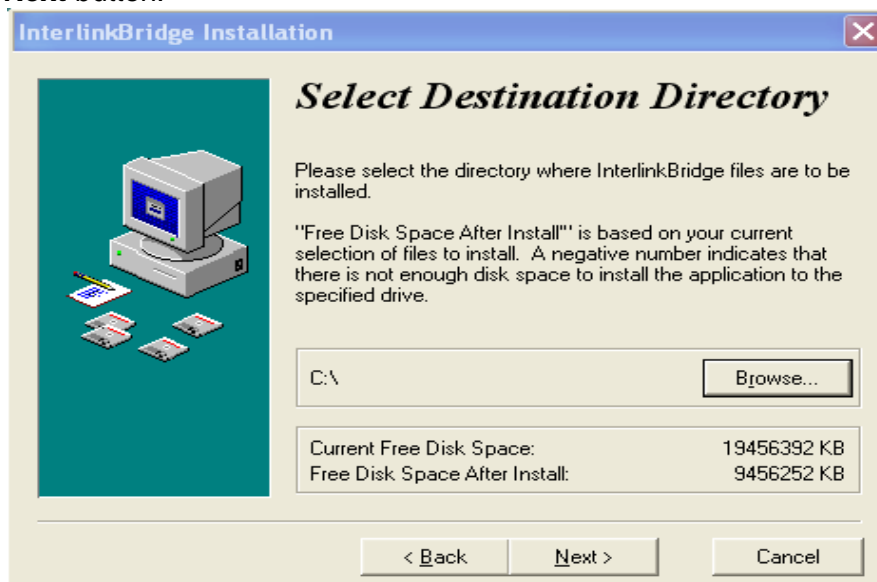 InterlinkBridge Installation
Select Destination Directory
Please select the directory where InterlinkBridge files are to be
installed.
"Free Disk Space After Install"' is based on your current
selection of files to install. A negative number indicates that
there is not enough disk space to install the application to the
specified drive.
C:\
Browse...
Current Free Disk Space: 19456392 KB
Free Disk Space After Install: 9456252 KB
< Back Next > Cancel